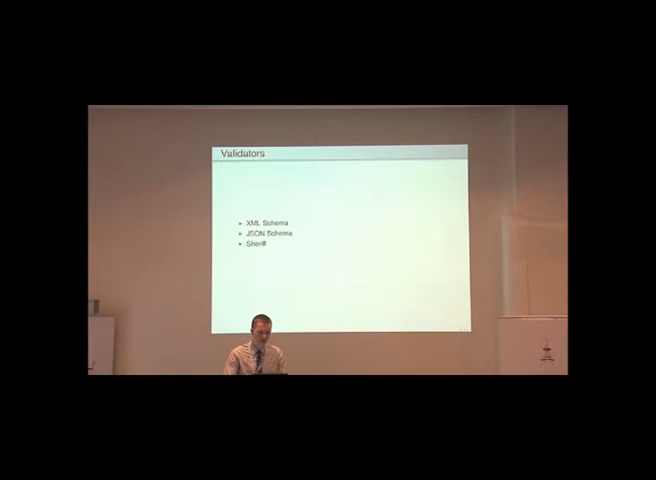 Validators
▸ XML Schema
▸ JSON Schema
▸ Sheriff